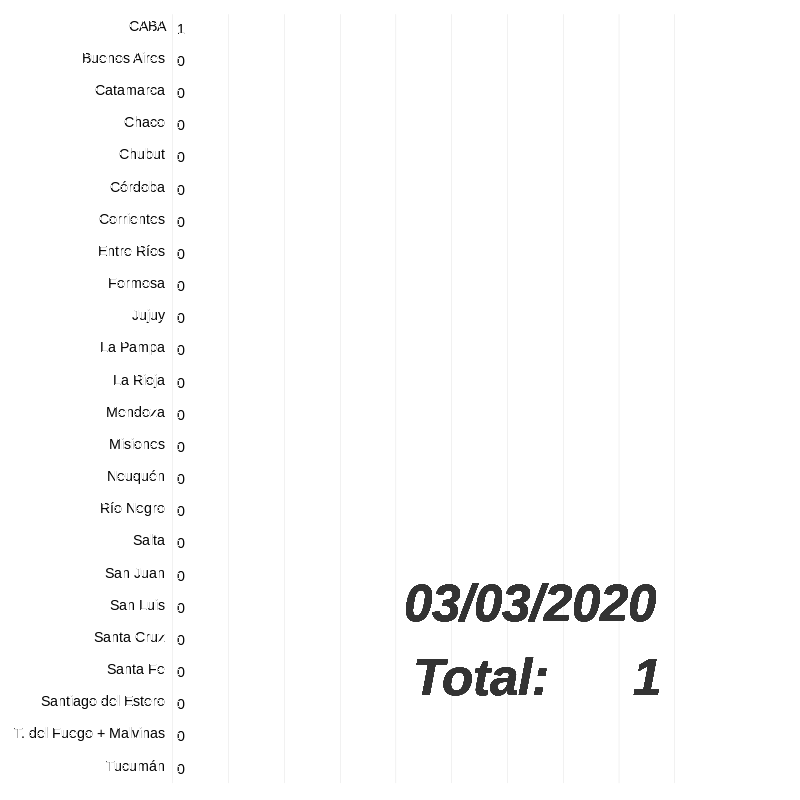 CABA 1
Buenos Aires 0
Catamarca 0
Chaco 0
Chubut 0
Córdoba 0
Corrientes 0
Entre Ríos 0
Formosa 0
Jujuy 0
La Pampa 0
La Rioja 0
Mendoza 0
Misiones 0
Neuquén 0
Río Negro 0
Salta 0
San Juan 0
San Luis 0
03/03/2020
Santa Cruz 0
Santa Fe 0
Total: 1
Santiago del Estero 0
T. del Fuego + Malvinas 0
Tucumán 0